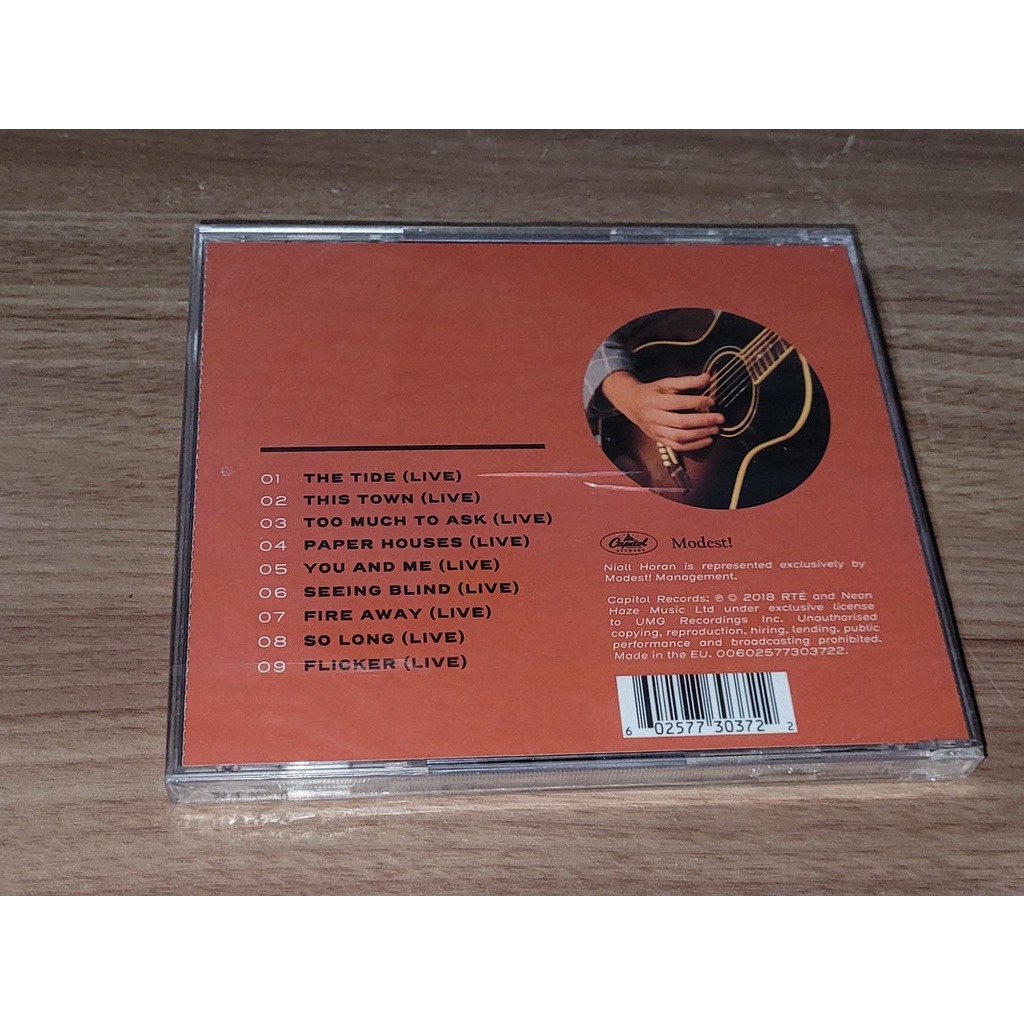 01 THE TIDE (LIVE)
02 THIS TOWN (LIVE)
03 TOO MUCH TO ASK (LIVE)
04 PAPER HOUSES (LIVE)
05 YOU AND ME (LIVE)
06 SEEING BLIND (LIVE)
07 FIRE AWAY (LIVE)
08 SO LONG (LIVE)
09 FLICKER (LIVE)
Capitol Modest!
RECORDS
Niall Horan is represented exclusively by
Modest! Management.
Capitol Records; ℗ © 2018 RTÉ and Neon
Haze Music Ltd under exclusive license
to UMG Recordings Inc. Unauthorised
copying, reproduction, hiring, lending, public
performance and broadcasting prohibited.
Made in the EU. 00602577303722.
6 02577 30372 2